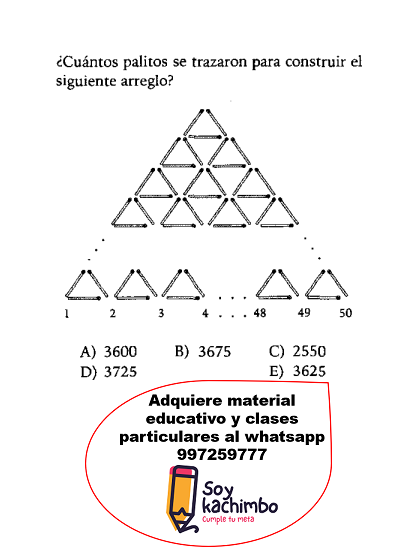 ¿Cuántos palitos se trazaron para construir el
siguiente arreglo?
1 2 3 4 . . . 48 49 50
A) 3600 B) 3675 C) 2550
D) 3725 E) 3625
Adquiere material
educativo y clases
particulares al whatsapp
997259777
Soy
kachimbo
Cumple tu meta